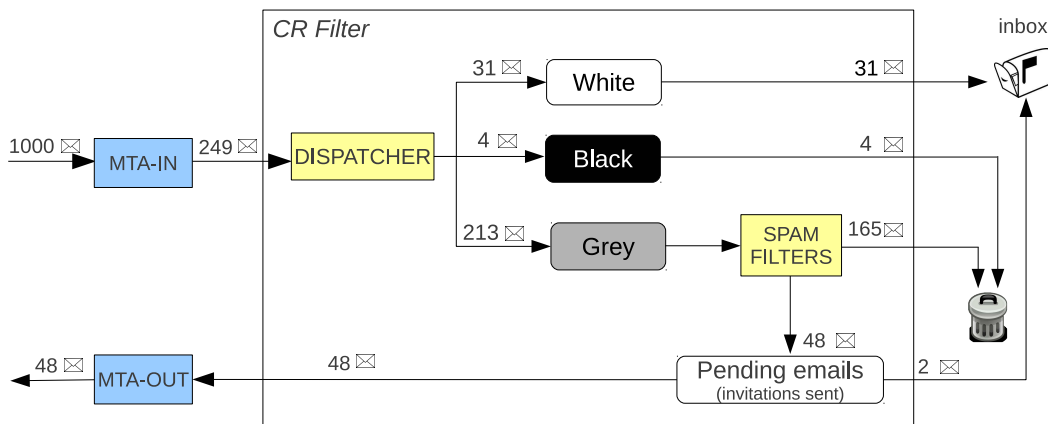 CR Filter
inbox
31
White
31
1000
MTA-IN
249
DISPATCHER
4
Black
4
213
Grey
SPAM
FILTERS
165
48
48
MTA-OUT
48
Pending emails
(invitations sent)
2